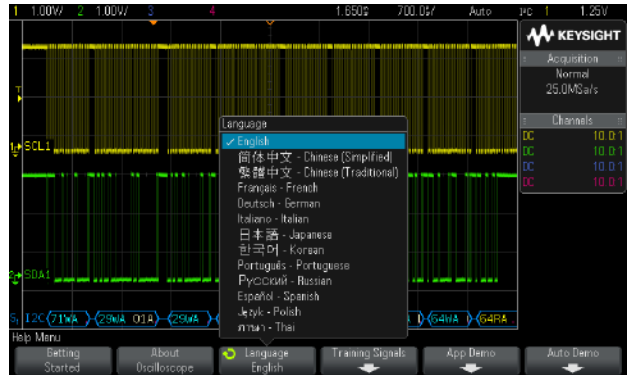 1 1.00V/ 2 1.00V/ 3 4 1.650s 700.0s/ Auto I²C 1 1.25V
KEYSIGHT
Acquisition
Normal
25.0MSa/s
Channels
DC 10.0:1
DC 10.0:1
DC 10.0:1
DC 10.0:1
T
SCL1
SDA1
Language
English
简体中文 - Chinese (Simplified)
繁體中文 - Chinese (Traditional)
Français - French
Deutsch - German
Italiano - Italian
日本語 - Japanese
한국어 - Korean
Português - Portuguese
Русский - Russian
Español - Spanish
Język - Polish
ภาษา - Thai
S1 I2C 71WA 29WA 01A 29WA 64WA 64RA
Help Menu
Getting Started
About Oscilloscope
Language English
Training Signals
App Demo
Auto Demo